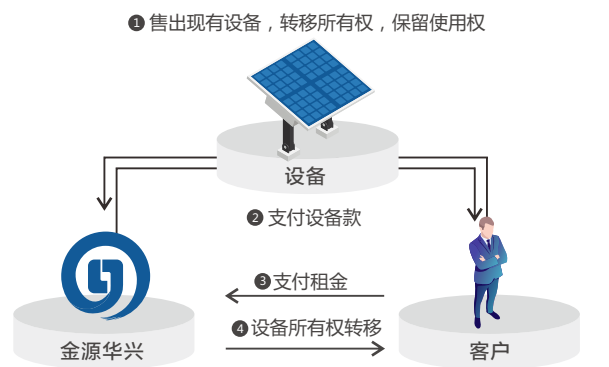 ❶ 售出现有设备，转移所有权，保留使用权
设备
❷ 支付设备款
❸ 支付租金
❹ 设备所有权转移
金源华兴
客户